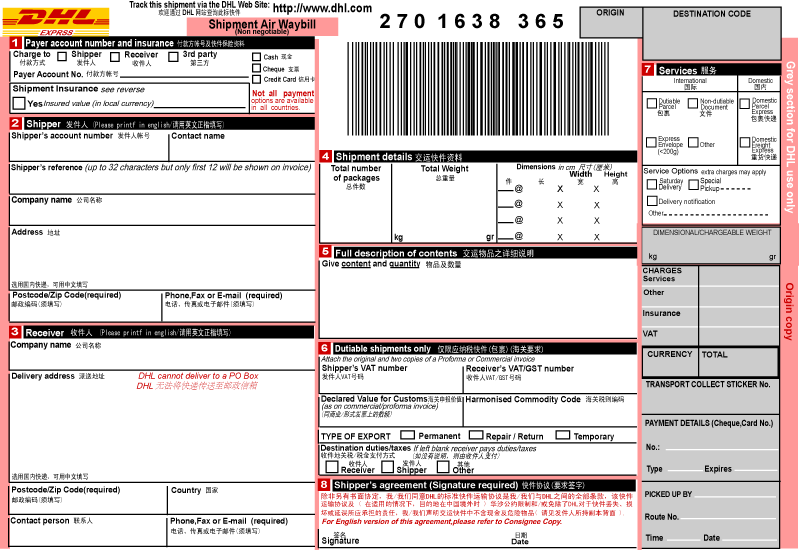 Track this shipment via the DHL Web Site: http://www.dhl.com
欢迎通过 DHL 网站查询此标快件
DHL
EXPRSS
Shipment Air Waybill
(Non negotiable)
270 1638 365
ORIGIN
DESTINATION CODE
1 Payer account number and insurance 付款方帐号及快件保险资料
Charge to 付款方式
Shipper 发件人
Receiver 收件人
3rd party 第三方
Cash 现金
Cheque 支票
Credit Card 信用卡
Payer Account No. 付款方帐号
Shipment Insurance see reverse
Yes Insured value (in local currency)
Not all payment
options are available
in all countries.
2 Shipper 发件人 (Please printf in english/请用英文正楷填写)
Shipper's account number 发件人帐号
Contact name
Shipper's reference (up to 32 characters but only first 12 will be shown on invoice)
Company name 公司名称
Address 地址
选用国内快递、可用中文填写
Postcode/Zip Code(required)
邮政编码(须填写)
Phone,Fax or E-mail (required)
电话、传真或电子邮件(须填写)
3 Receiver 收件人 (Please printf in english/请用英文正楷填写)
Company name 公司名称
Delivery address 派送地址
DHL cannot deliver to a PO Box
DHL 无法将快递传送至邮政信箱
选用国内快递、可用中文填写
Postcode/Zip Code(required)
邮政编码(须填写)
Country 国家
Contact person 联系人
Phone,Fax or E-mail (required)
电话、传真或电子邮件(须填写)
4 Shipment details 交运快件资料
Total number
of packages
总件数
Total Weight
总重量
kg gr
Dimensions in cm 尺寸(厘米)
Width Height
件 长 宽 高
@ X X
@ X X
@ X X
@ X X
5 Full description of contents 交运物品之详细说明
Give content and quantity 物品及数量
6 Dutiable shipments only 仅限应纳税快件(包裹)(海关要求)
Attach the original and two copies of a Proforma or Commercial invoice
Shipper's VAT number
发件人VAT号码
Receiver's VAT/GST number
收件人VAT/GST号码
Declared Value for Customs 海关申报价值
(as on commercial/proforma invoice)
(同商业/形式发票上的数额)
Harmonised Commodity Code 海关税则编码
TYPE OF EXPORT
Permanent
Repair / Return
Temporary
Destination duties/taxes If left blank receiver pays duties/taxes
收件地关税/税金支付方式 (如没有说明、则由收件人支付)
收件人
Receiver
发件人
Shipper
其他
Other
8 Shipper's agreement (Signature required) 快件协议(要求签字)
除非另有书面协定、我/我们同意DHL的标准快件运输协议是我/我们与DHL之间的全部条款，该快件
For English version of this agreement,please refer to Consignee Copy.
签名
Signature
日期
Date
7 Services 服务
International
国际
Domestic
国内
Dutiable
Parcel
包裹
Non-dutiable
Document
文件
Domestic
Parcel
Express
包裹快递
Express
Envelope
(<200g)
Other
Domestic
Freight
Express
重货快递
Service Options extra charges may apply
Saturday
Delivery
Special
Pickup
Delivery notification
Other
DIMENSIONAL/CHARGEABLE WEIGHT
kg gr
CHARGES
Services
Other
Insurance
VAT
CURRENCY
TOTAL
TRANSPORT COLLECT STICKER No.
PAYMENT DETAILS (Cheque,Card No.)
No.:
Type Expires
PICKED UP BY
Route No.
Time Date
Grey section for DHL use only
Origin copy